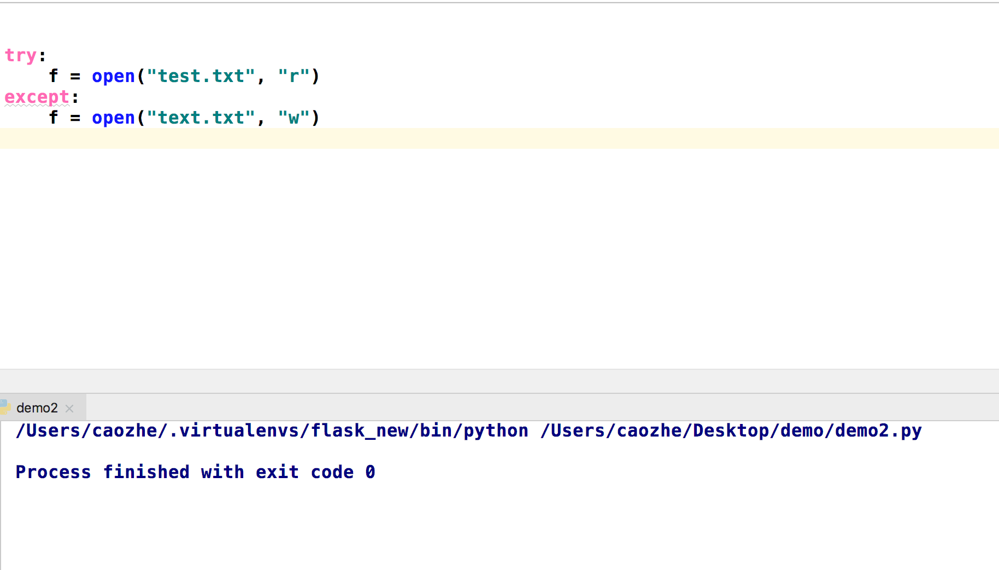 try:
    f = open("test.txt", "r")
except:
    f = open("text.txt", "w")
demo2
/Users/caozhe/.virtualenvs/flask_new/bin/python /Users/caozhe/Desktop/demo/demo2.py
Process finished with exit code 0